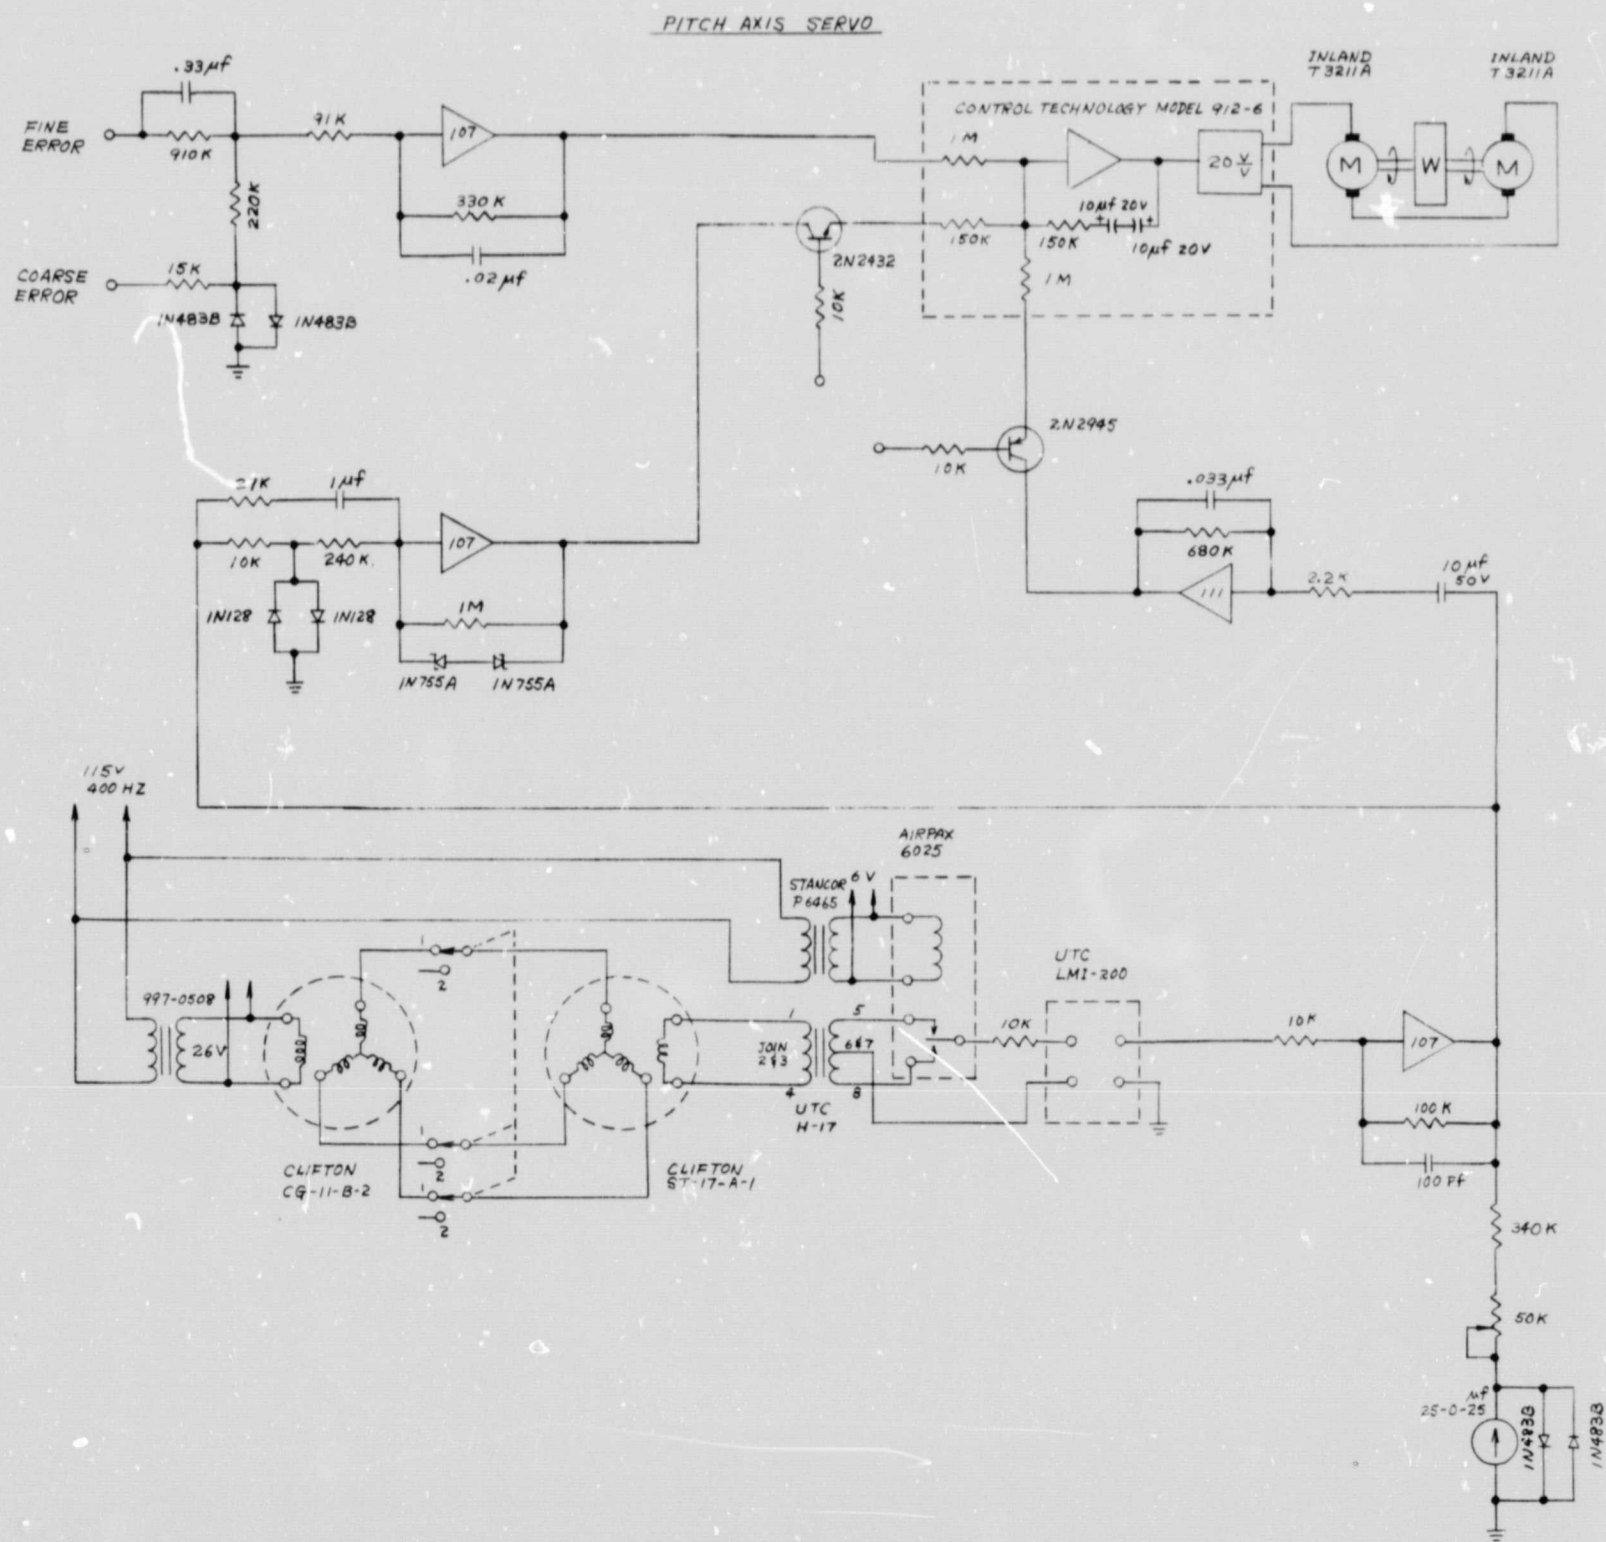 PITCH AXIS SERVO
INLAND
T3211A
INLAND
T3211A
.33µf
CONTROL TECHNOLOGY MODEL 912-6
FINE
ERROR
910K
91K
107
1M
20 V/V
M
W
M
220K
330K
.02µf
10µf 20V
+
+
150K
150K
10µf 20V
2N2432
COARSE
ERROR
15K
1M
10K
1N483B
1N483B
2N2945
10K
1µf
.033µf
10K
240K
107
680K
2.2K
10µf
50V
111
1N128
1N128
1M
1N755A
1N755A
115V
400 HZ
AIRPAX
6025
STANCOR
P6465
6V
1
2
UTC
LMI-200
997-0508
26V
1
5
JOIN
2&3
6&7
10K
10K
107
4
8
UTC
H-17
100K
1
2
CLIFTON
CG-11-B-2
CLIFTON
ST-17-A-1
1
2
100 Pf
340K
50K
25-0-25
1N483B
1N483B